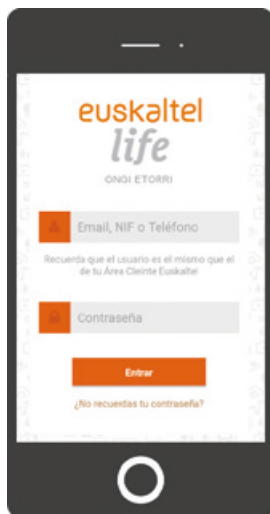 euskaltel
life
ONGI ETORRI
Email, NIF o Teléfono
Recuerda que el usuario es el mismo que el
de tu Área Cleinte Euskaltel
Contraseña
Entrar
¿No recuerdas tu contraseña?